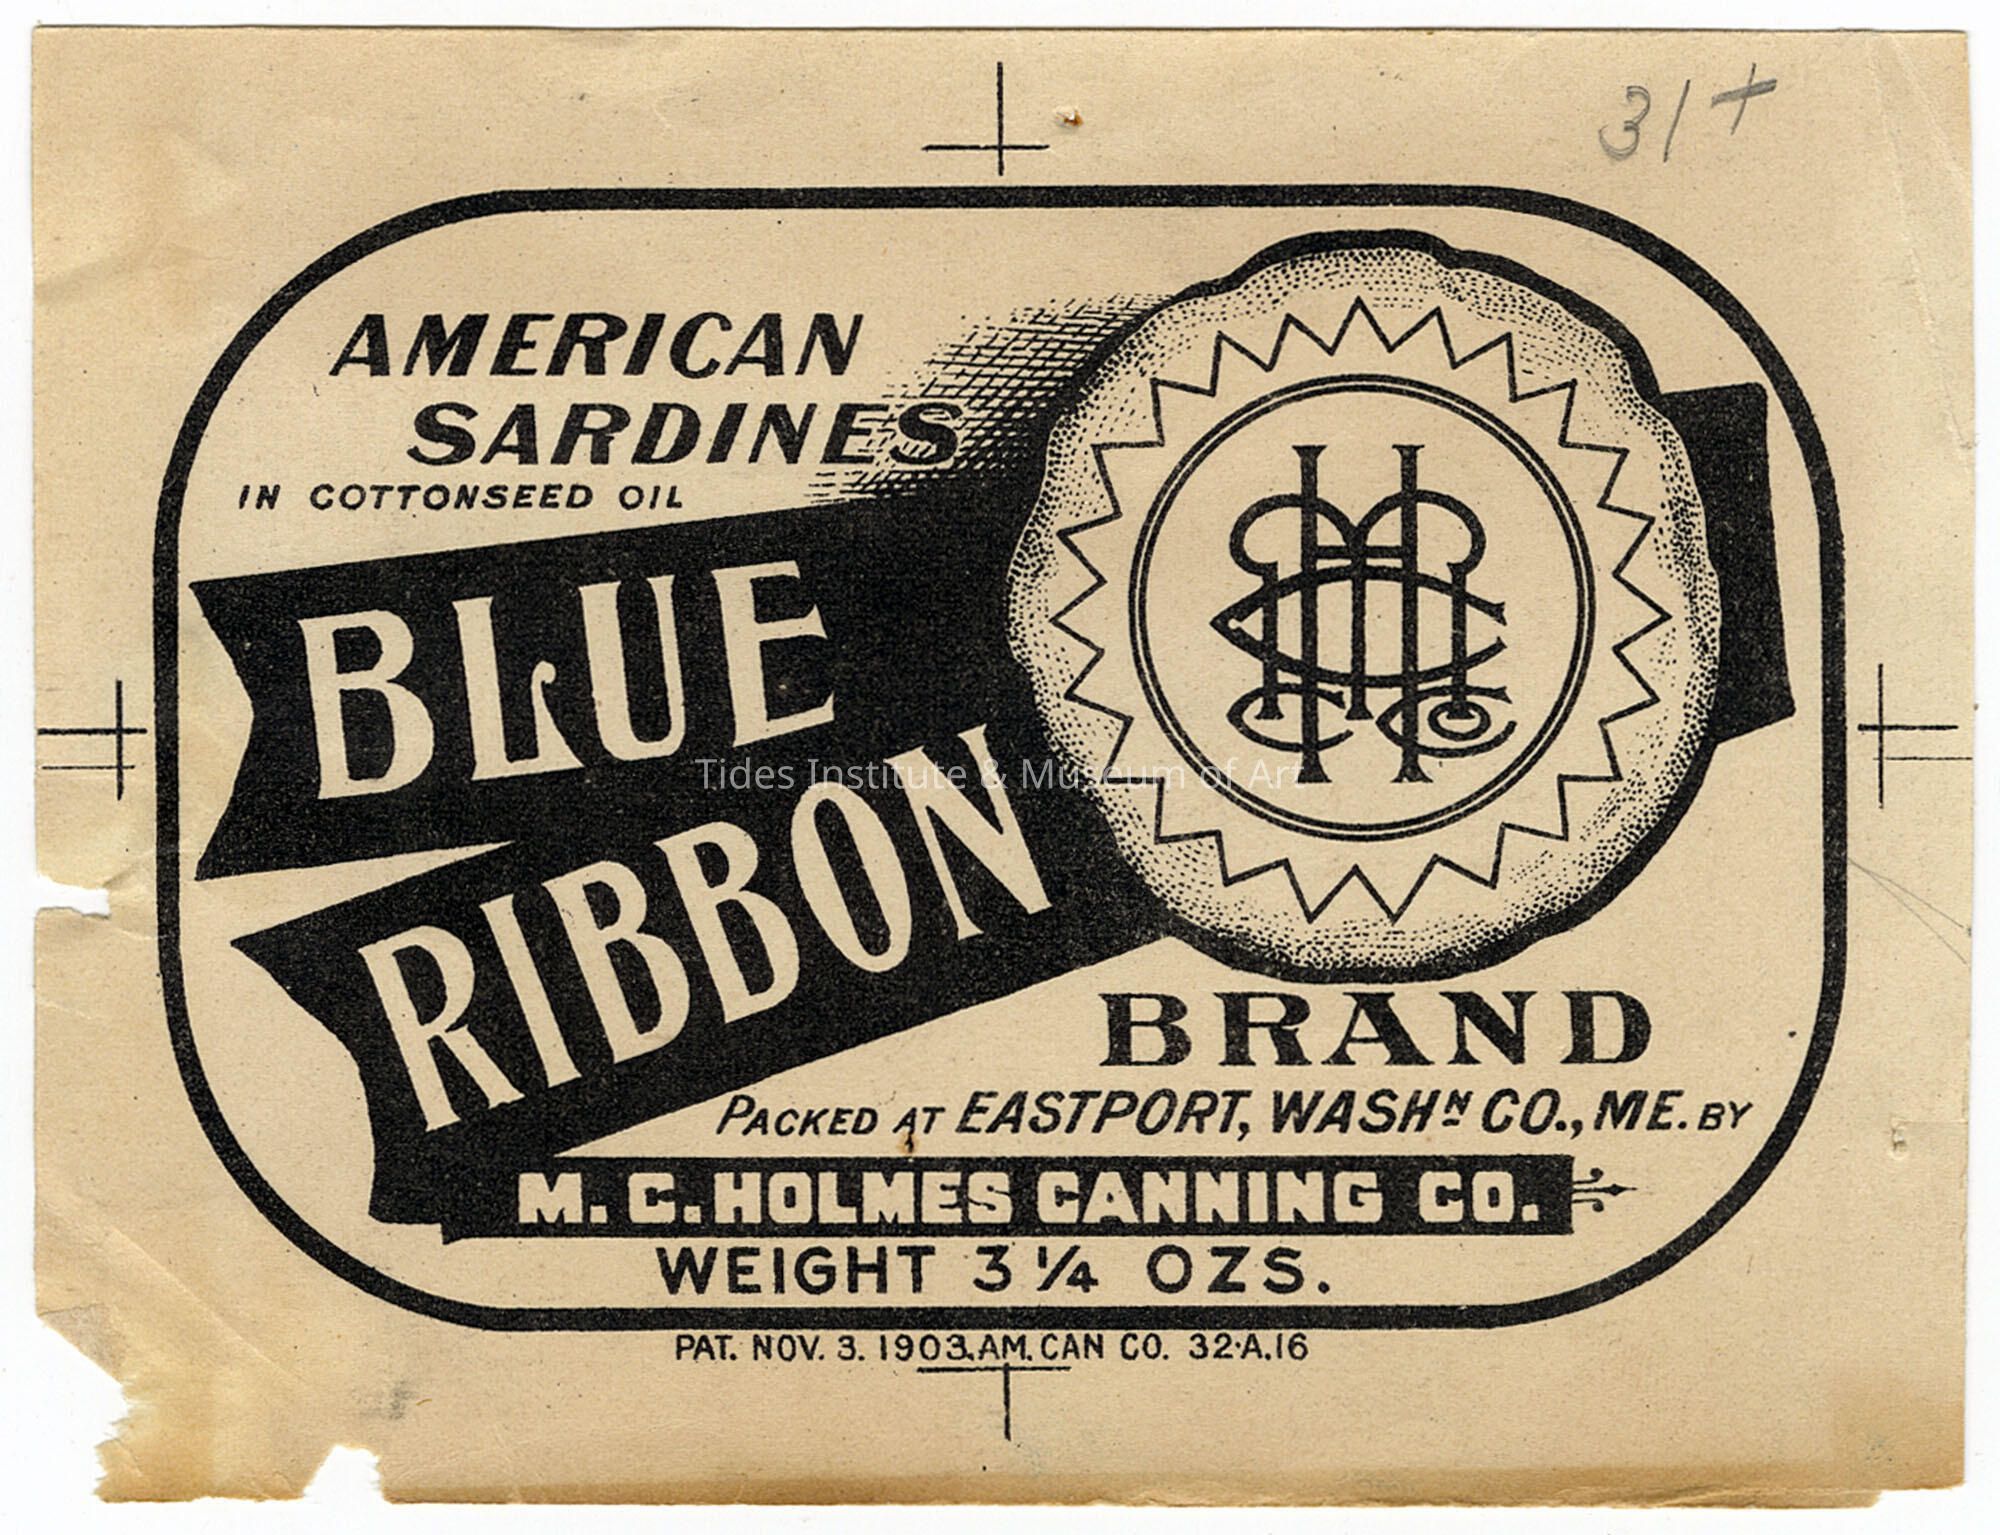 31+
AMERICAN
SARDINES
IN COTTONSEED OIL
BLUE
RIBBON
Tides Institute & Museum of Art
BRAND
PACKED AT EASTPORT, WASHN CO., ME. BY
M. C. HOLMES CANNING CO.
WEIGHT 3 1/4 OZS.
PAT. NOV. 3. 1903. AM. CAN CO. 32·A.16